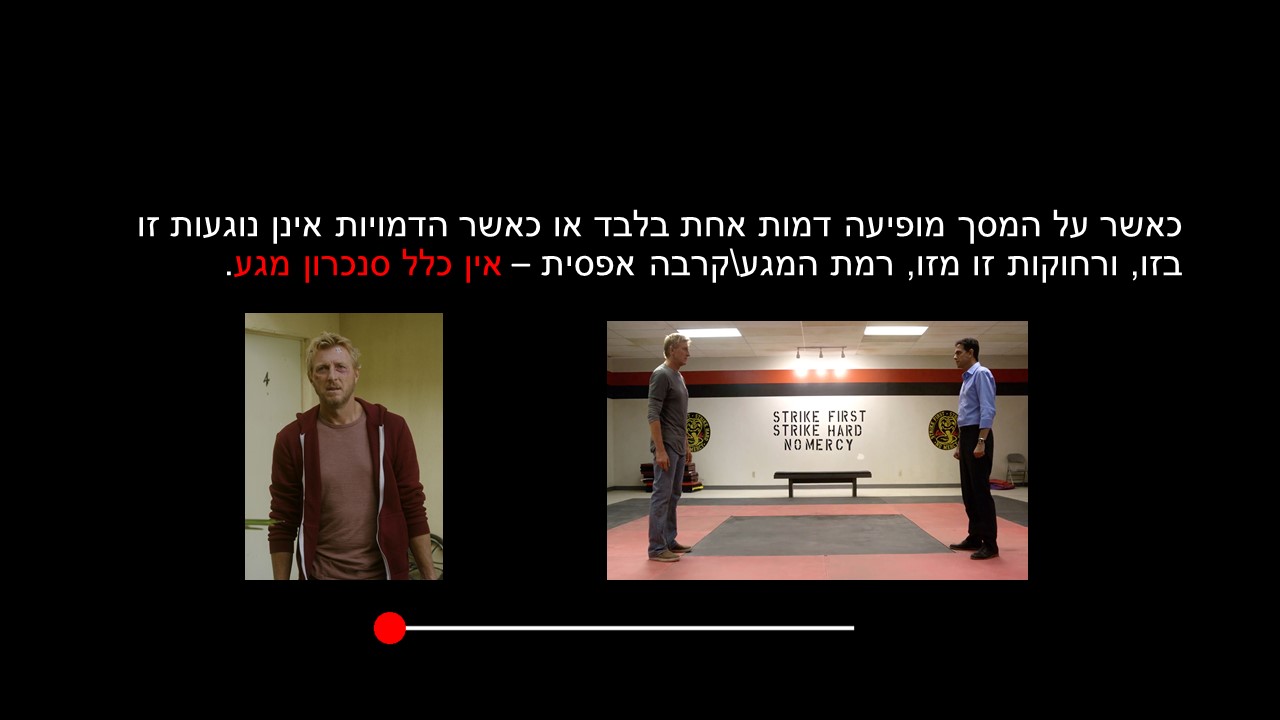 כאשר על המסך מופיעה דמות אחת בלבד או כאשר הדמויות אינן נוגעות זו
בזו, ורחוקות זו מזו, רמת המגע\קרבה אפסית – אין כלל סנכרון מגע.
4
STRIKE FIRST
STRIKE HARD
NO MERCY